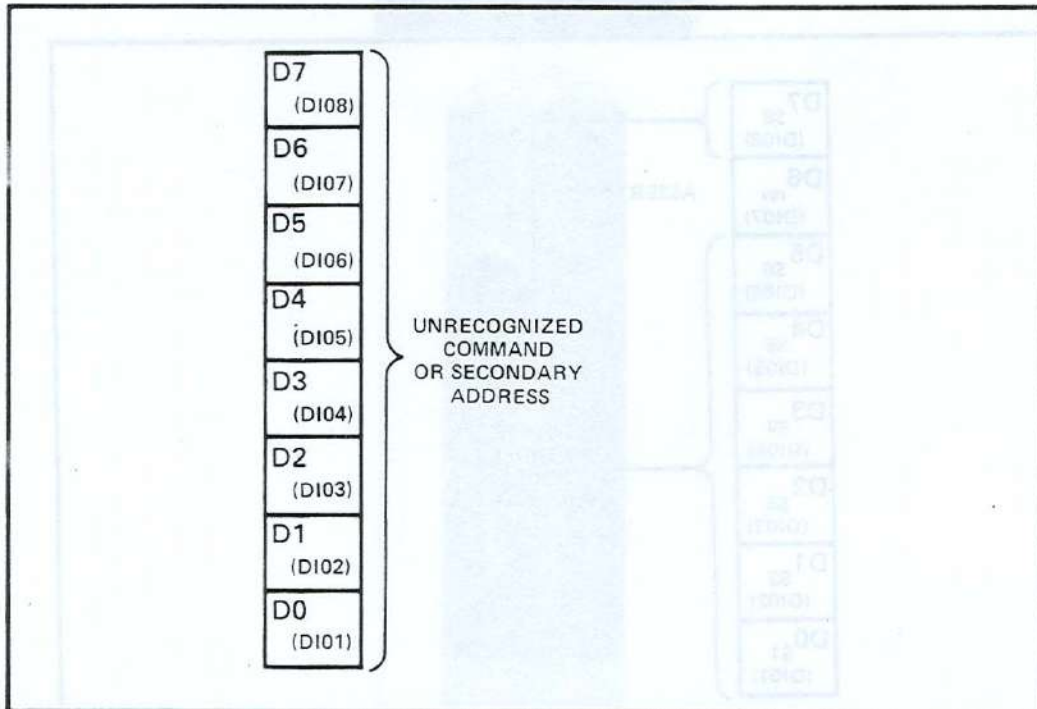 D7
(DI08)
D6
(DI07)
D5
(DI06)
D4
(DI05)
D3
(DI04)
D2
(DI03)
D1
(DI02)
D0
(DI01)
UNRECOGNIZED
COMMAND
OR SECONDARY
ADDRESS